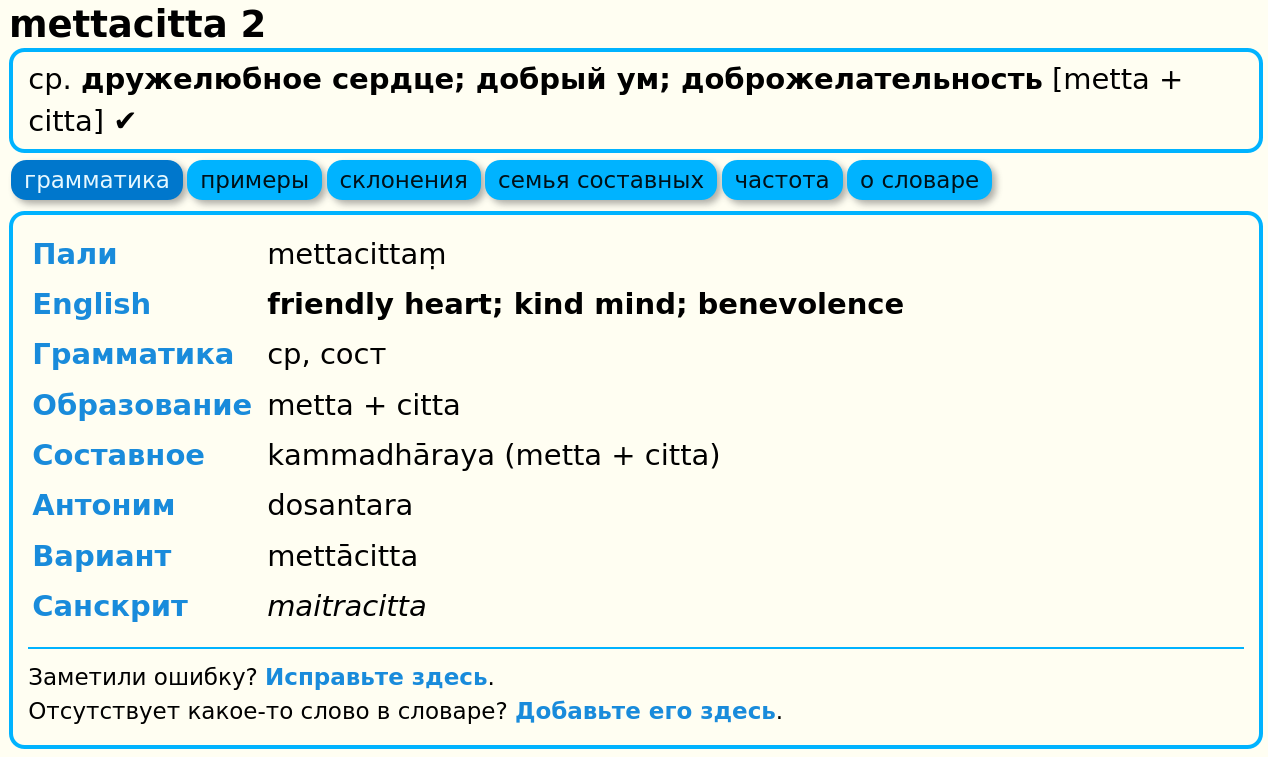 mettacitta 2
ср. дружелюбное сердце; добрый ум; доброжелательность [metta +
citta] ✔
грамматика примеры склонения семья составных частота о словаре
Пали mettacittaṃ
English friendly heart; kind mind; benevolence
Грамматика ср, сост
Образование metta + citta
Составное kammadhāraya (metta + citta)
Антоним dosantara
Вариант mettācitta
Санскрит maitracitta
Заметили ошибку? Исправьте здесь.
Отсутствует какое-то слово в словаре? Добавьте его здесь.